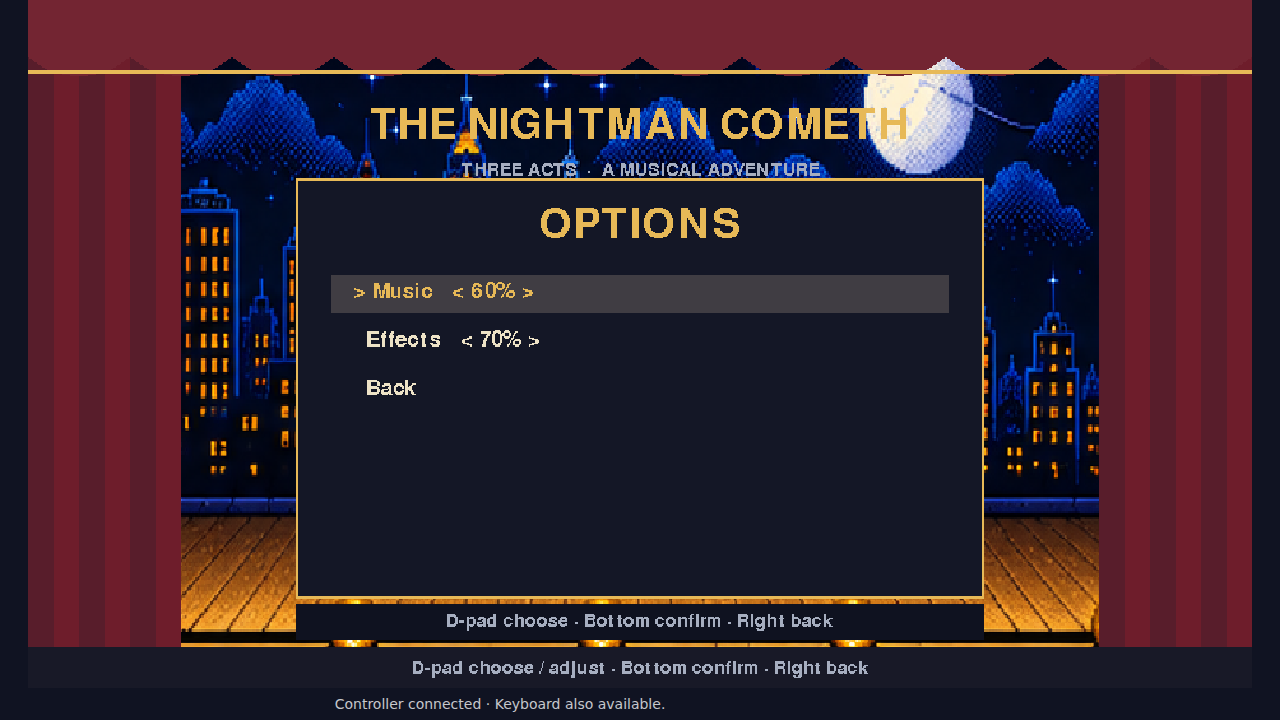 THE NIGHTMAN COMETH
THREE ACTS · A MUSICAL ADVENTURE
OPTIONS
> Music < 60% >
Effects < 70% >
Back
D-pad choose · Bottom confirm · Right back
D-pad choose / adjust · Bottom confirm · Right back
Controller connected · Keyboard also available.